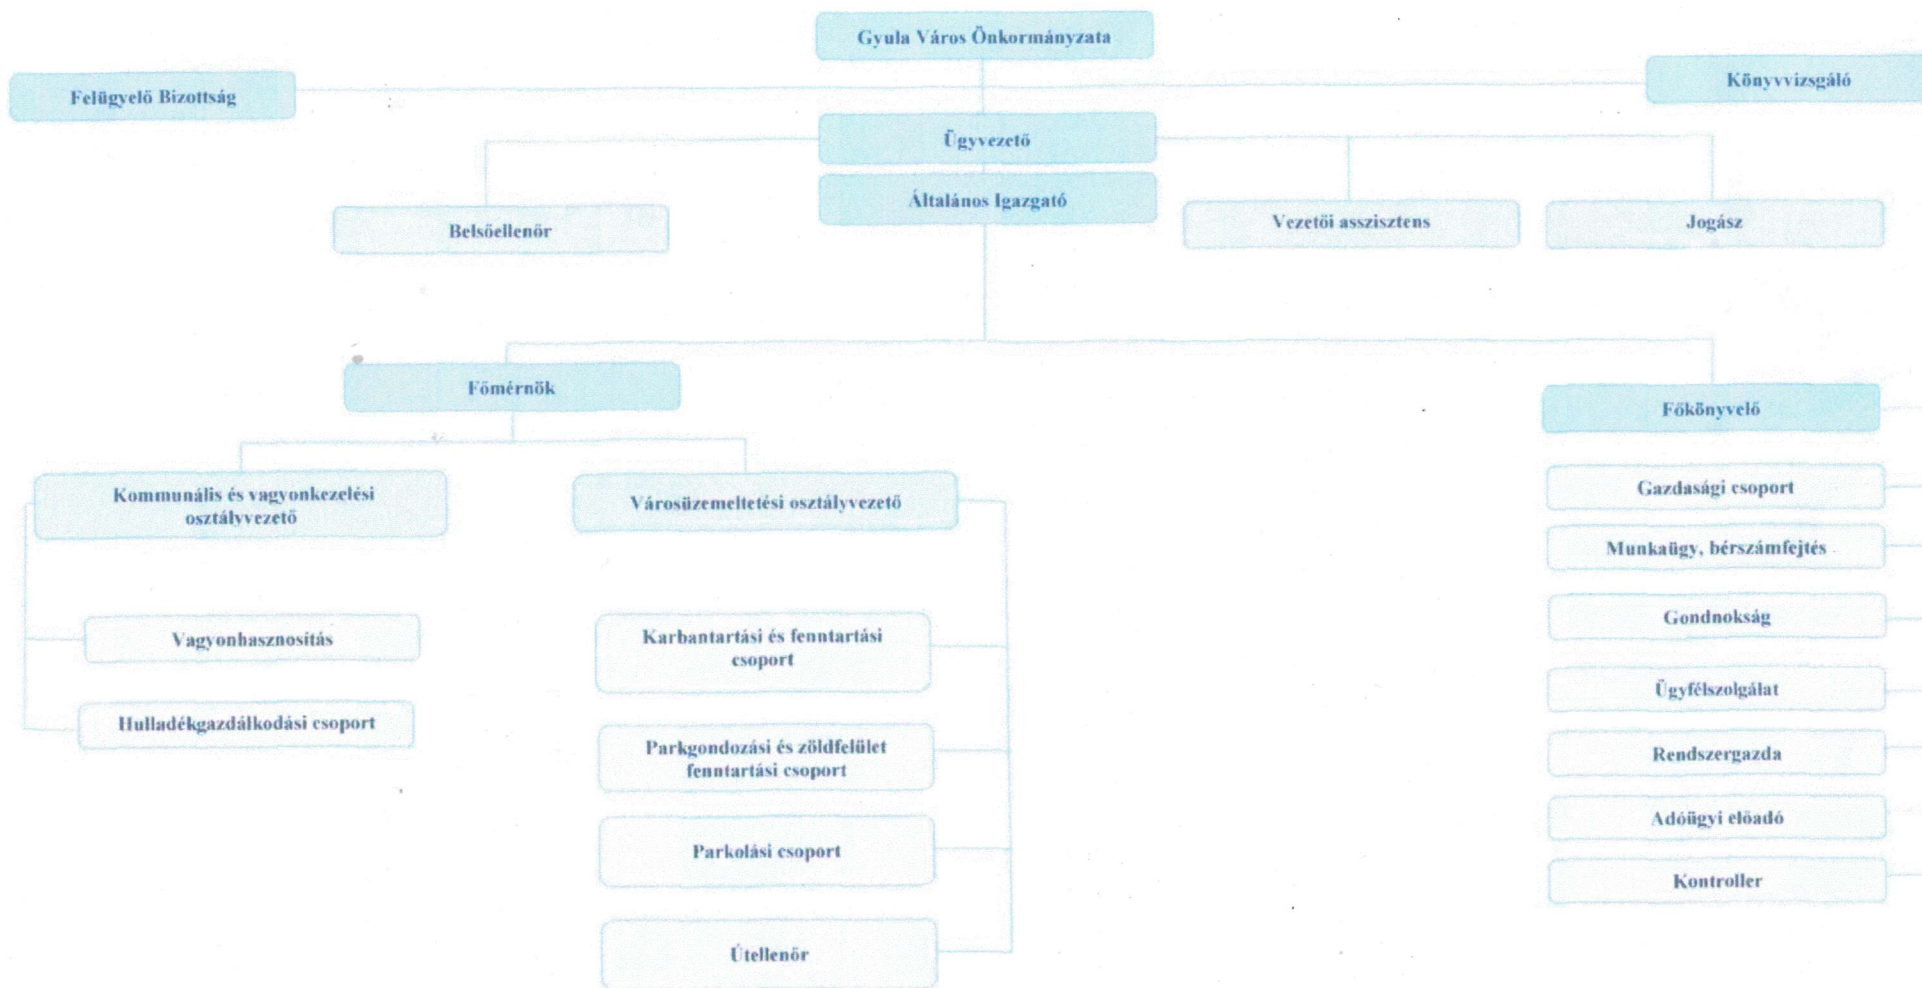 Gyula Város Önkormányzata
Felügyelő Bizottság
Könyvvizsgáló
Ügyvezető
Általános Igazgató
Belsőellenőr
Vezetői asszisztens
Jogász
Főmérnök
Főkönyvelő
Kommunális és vagyonkezelési
osztályvezető
Városüzemeltetési osztályvezető
Gazdasági csoport
Munkaügy, bérszámfejtés
Vagyonhasznosítás
Karbantartási és fenntartási
csoport
Gondnokság
Hulladékgazdálkodási csoport
Ügyfélszolgálat
Parkgondozási és zöldfelület
fenntartási csoport
Rendszergazda
Parkolási csoport
Adóügyi előadó
Kontroller
Útellenőr